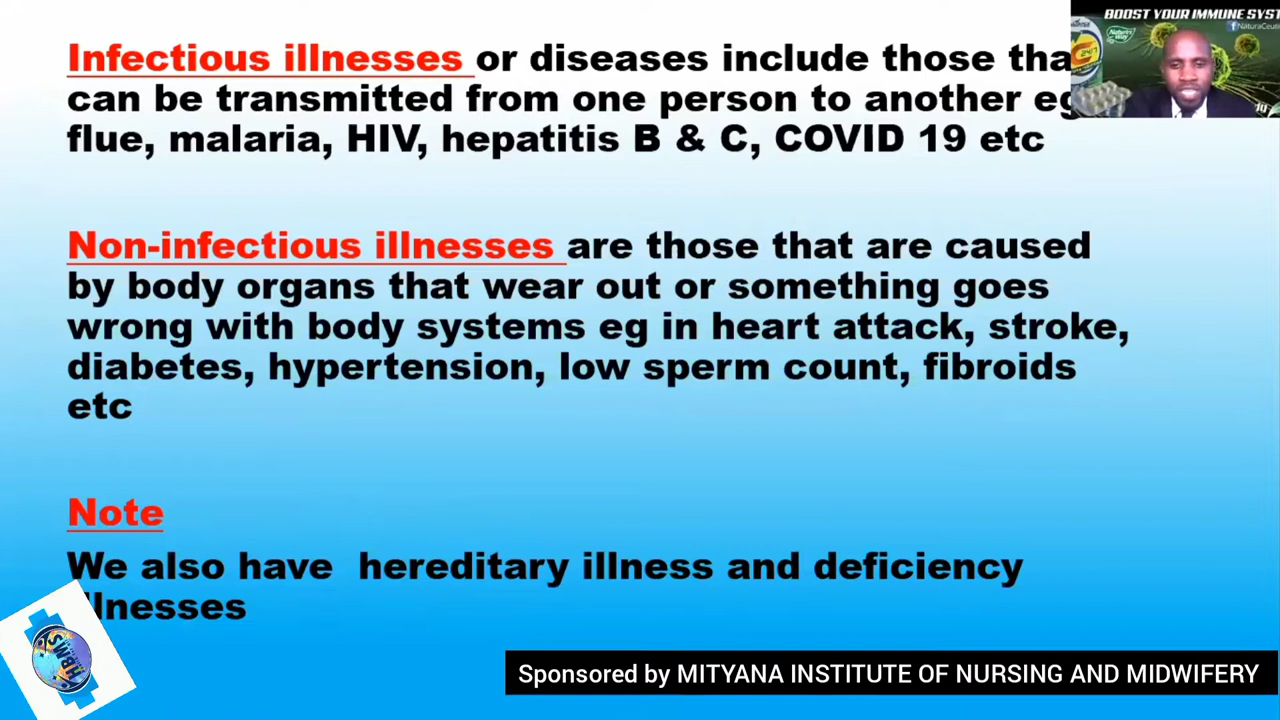 BOOST YOUR IMMUNE SYST
Infectious illnesses or diseases include those tha
can be transmitted from one person to another eg
flue, malaria, HIV, hepatitis B & C, COVID 19 etc
Non-infectious illnesses are those that are caused
by body organs that wear out or something goes
wrong with body systems eg in heart attack, stroke,
diabetes, hypertension, low sperm count, fibroids
etc
Note
We also have hereditary illness and deficiency
llnesses
Sponsored by MITYANA INSTITUTE OF NURSING AND MIDWIFERY